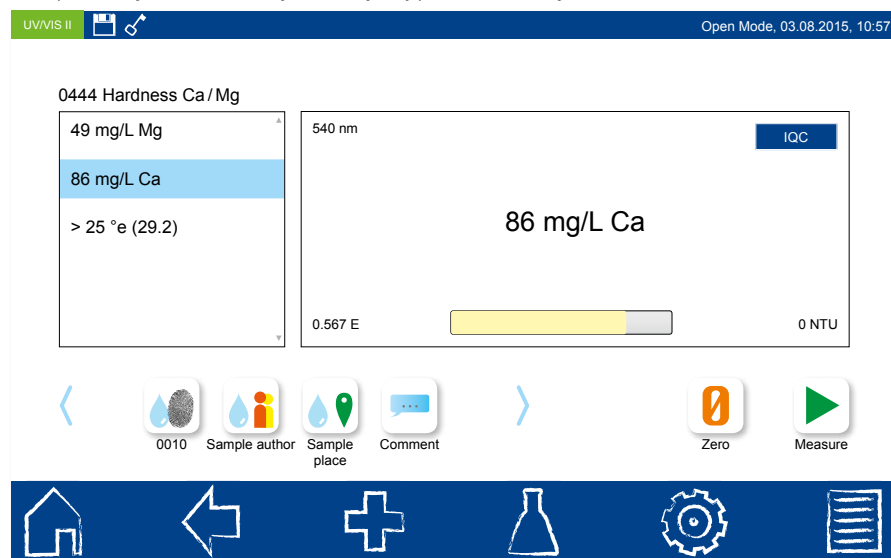 UV/VIS II
Open Mode, 03.08.2015, 10:57
0444 Hardness Ca / Mg
49 mg/L Mg
86 mg/L Ca
> 25 °e (29.2)
540 nm
IQC
86 mg/L Ca
0.567 E
0 NTU
0010
Sample author
Sample
place
Comment
0
Zero
Measure